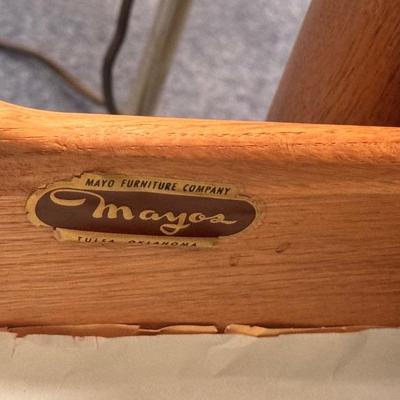 MAYO FURNITURE COMPANY
Mayos
TULSA, OKLAHOMA